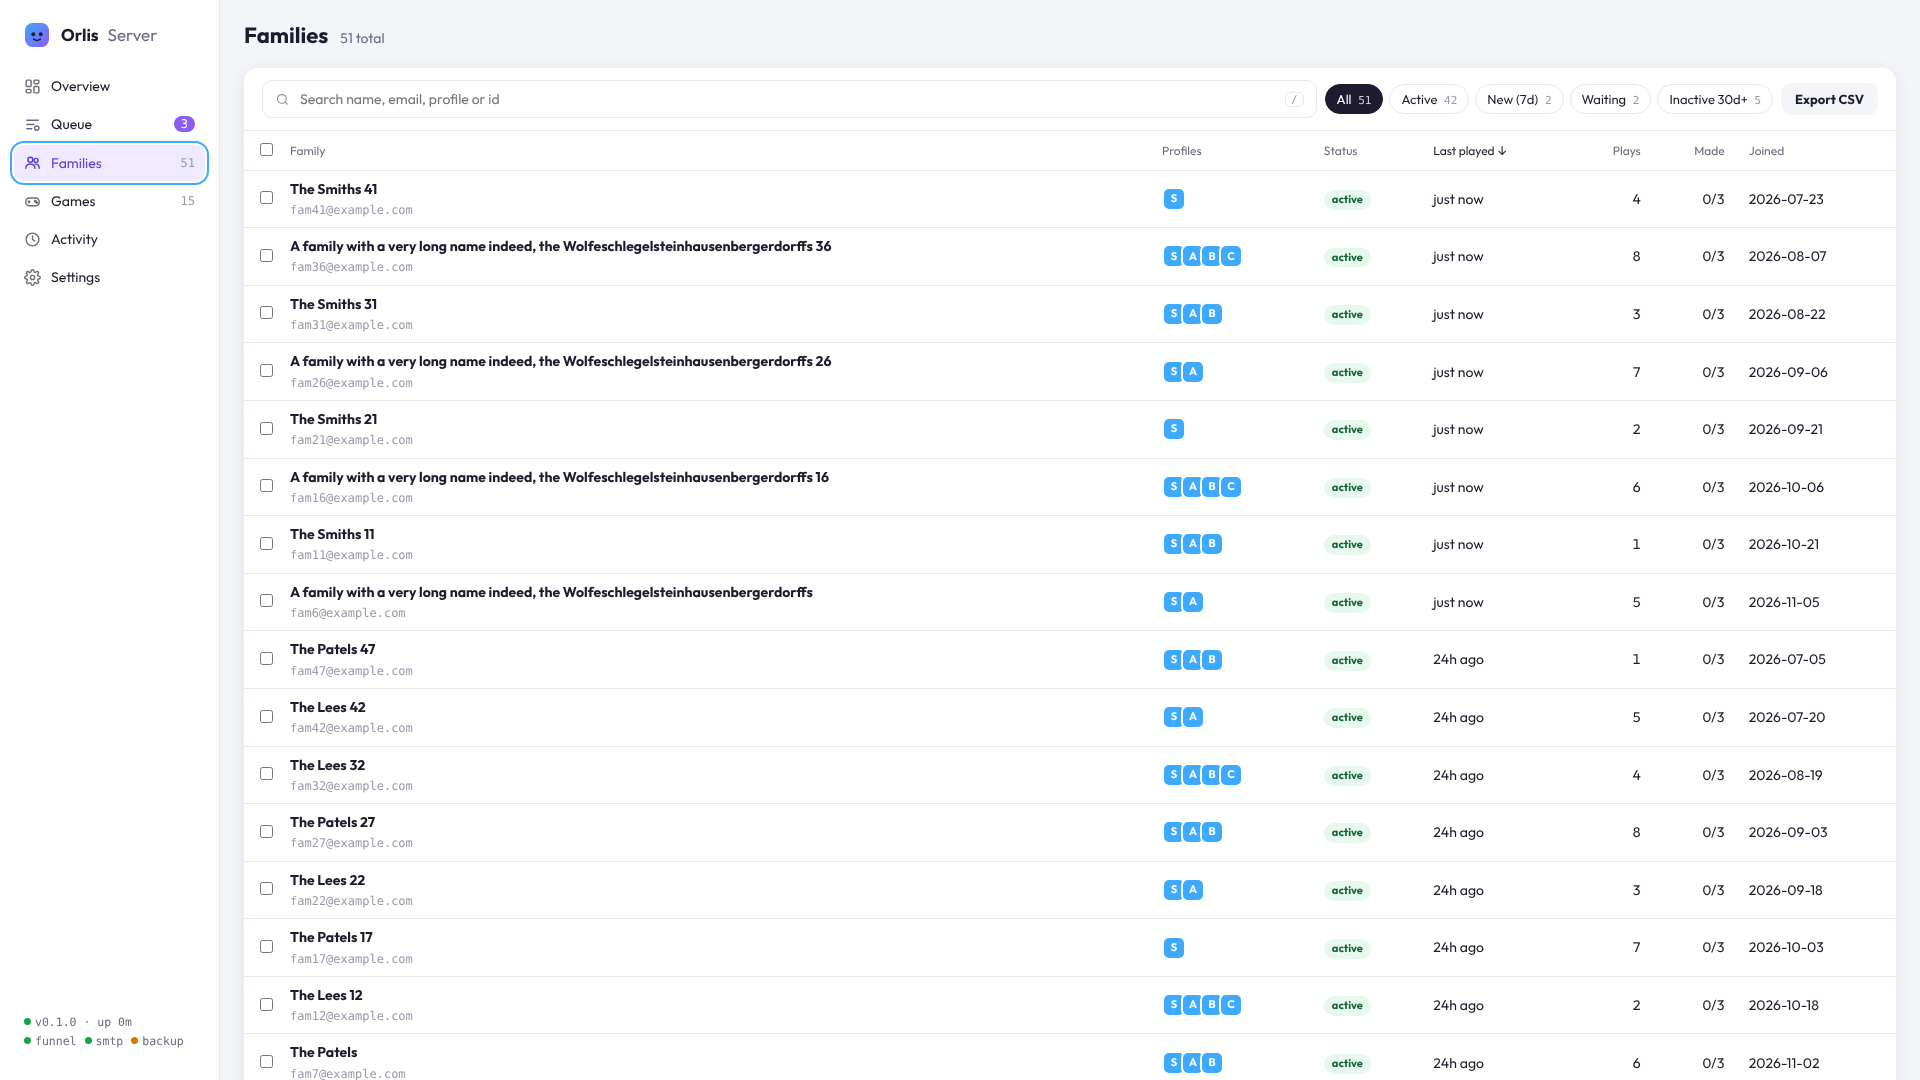 Orlis Server
Overview
Queue 3
Families 51
Games 15
Activity
Settings
v0.1.0 · up 0m
funnel smtp backup
Families 51 total
Search name, email, profile or id /
All 51 Active 42 New (7d) 2 Waiting 2 Inactive 30d+ 5 Export CSV
Family Profiles Status Last played ↓ Plays Made Joined
The Smiths 41
fam41@example.com
S active just now 4 0/3 2026-07-23
A family with a very long name indeed, the Wolfeschlegelsteinhausenbergerdorffs 36
fam36@example.com
S A B C active just now 8 0/3 2026-08-07
The Smiths 31
fam31@example.com
S A B active just now 3 0/3 2026-08-22
A family with a very long name indeed, the Wolfeschlegelsteinhausenbergerdorffs 26
fam26@example.com
S A active just now 7 0/3 2026-09-06
The Smiths 21
fam21@example.com
S active just now 2 0/3 2026-09-21
A family with a very long name indeed, the Wolfeschlegelsteinhausenbergerdorffs 16
fam16@example.com
S A B C active just now 6 0/3 2026-10-06
The Smiths 11
fam11@example.com
S A B active just now 1 0/3 2026-10-21
A family with a very long name indeed, the Wolfeschlegelsteinhausenbergerdorffs
fam6@example.com
S A active just now 5 0/3 2026-11-05
The Patels 47
fam47@example.com
S A B active 24h ago 1 0/3 2026-07-05
The Lees 42
fam42@example.com
S A active 24h ago 5 0/3 2026-07-20
The Lees 32
fam32@example.com
S A B C active 24h ago 4 0/3 2026-08-19
The Patels 27
fam27@example.com
S A B active 24h ago 8 0/3 2026-09-03
The Lees 22
fam22@example.com
S A active 24h ago 3 0/3 2026-09-18
The Patels 17
fam17@example.com
S active 24h ago 7 0/3 2026-10-03
The Lees 12
fam12@example.com
S A B C active 24h ago 2 0/3 2026-10-18
The Patels
fam7@example.com
S A B active 24h ago 6 0/3 2026-11-02